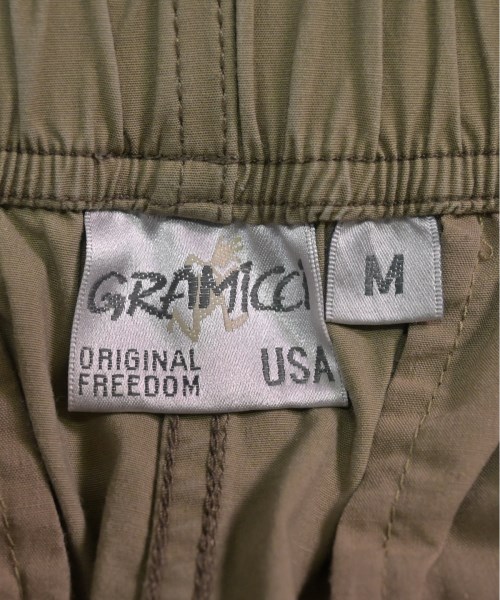 GRAMiCCi
M
ORIGINAL
FREEDOM
USA